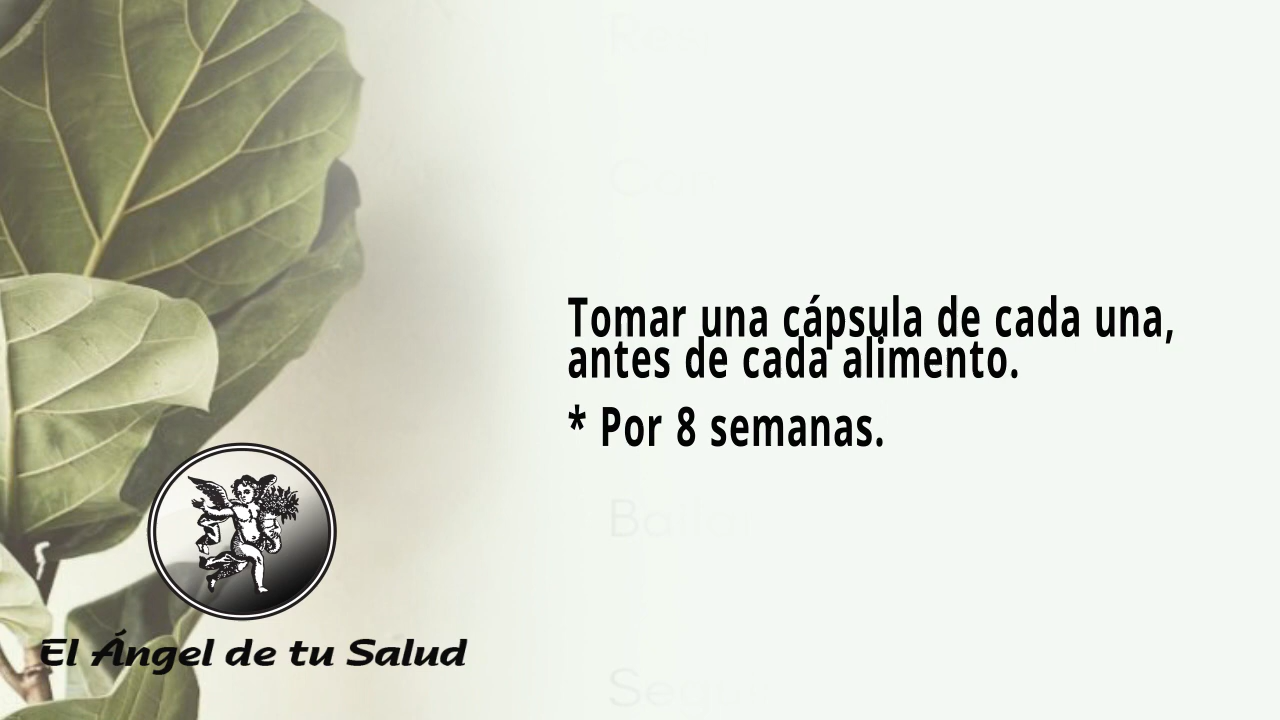 Tomar una cápsula de cada una,
antes de cada alimento.
* Por 8 semanas.
El Ángel de tu Salud